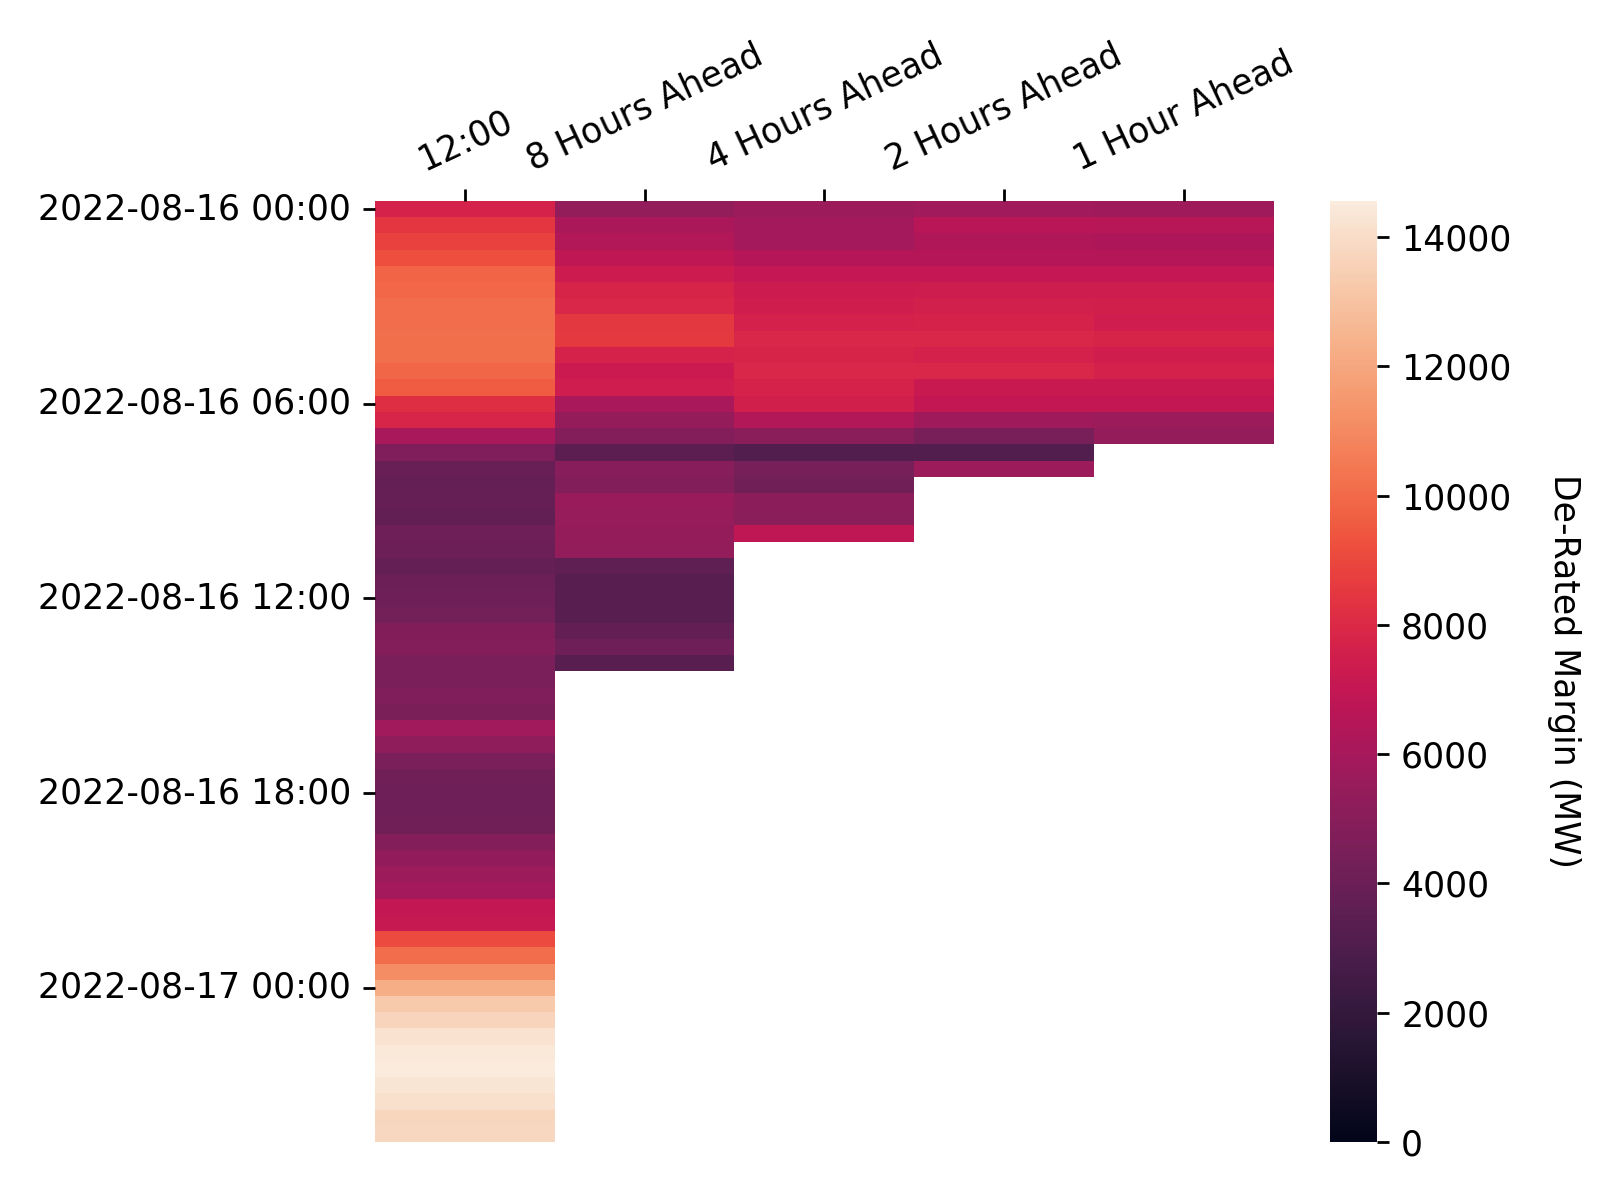 12:00
8 Hours Ahead
4 Hours Ahead
2 Hours Ahead
1 Hour Ahead
2022-08-16 00:00
2022-08-16 06:00
2022-08-16 12:00
2022-08-16 18:00
2022-08-17 00:00
14000
12000
10000
8000
6000
4000
2000
0
De-Rated Margin (MW)